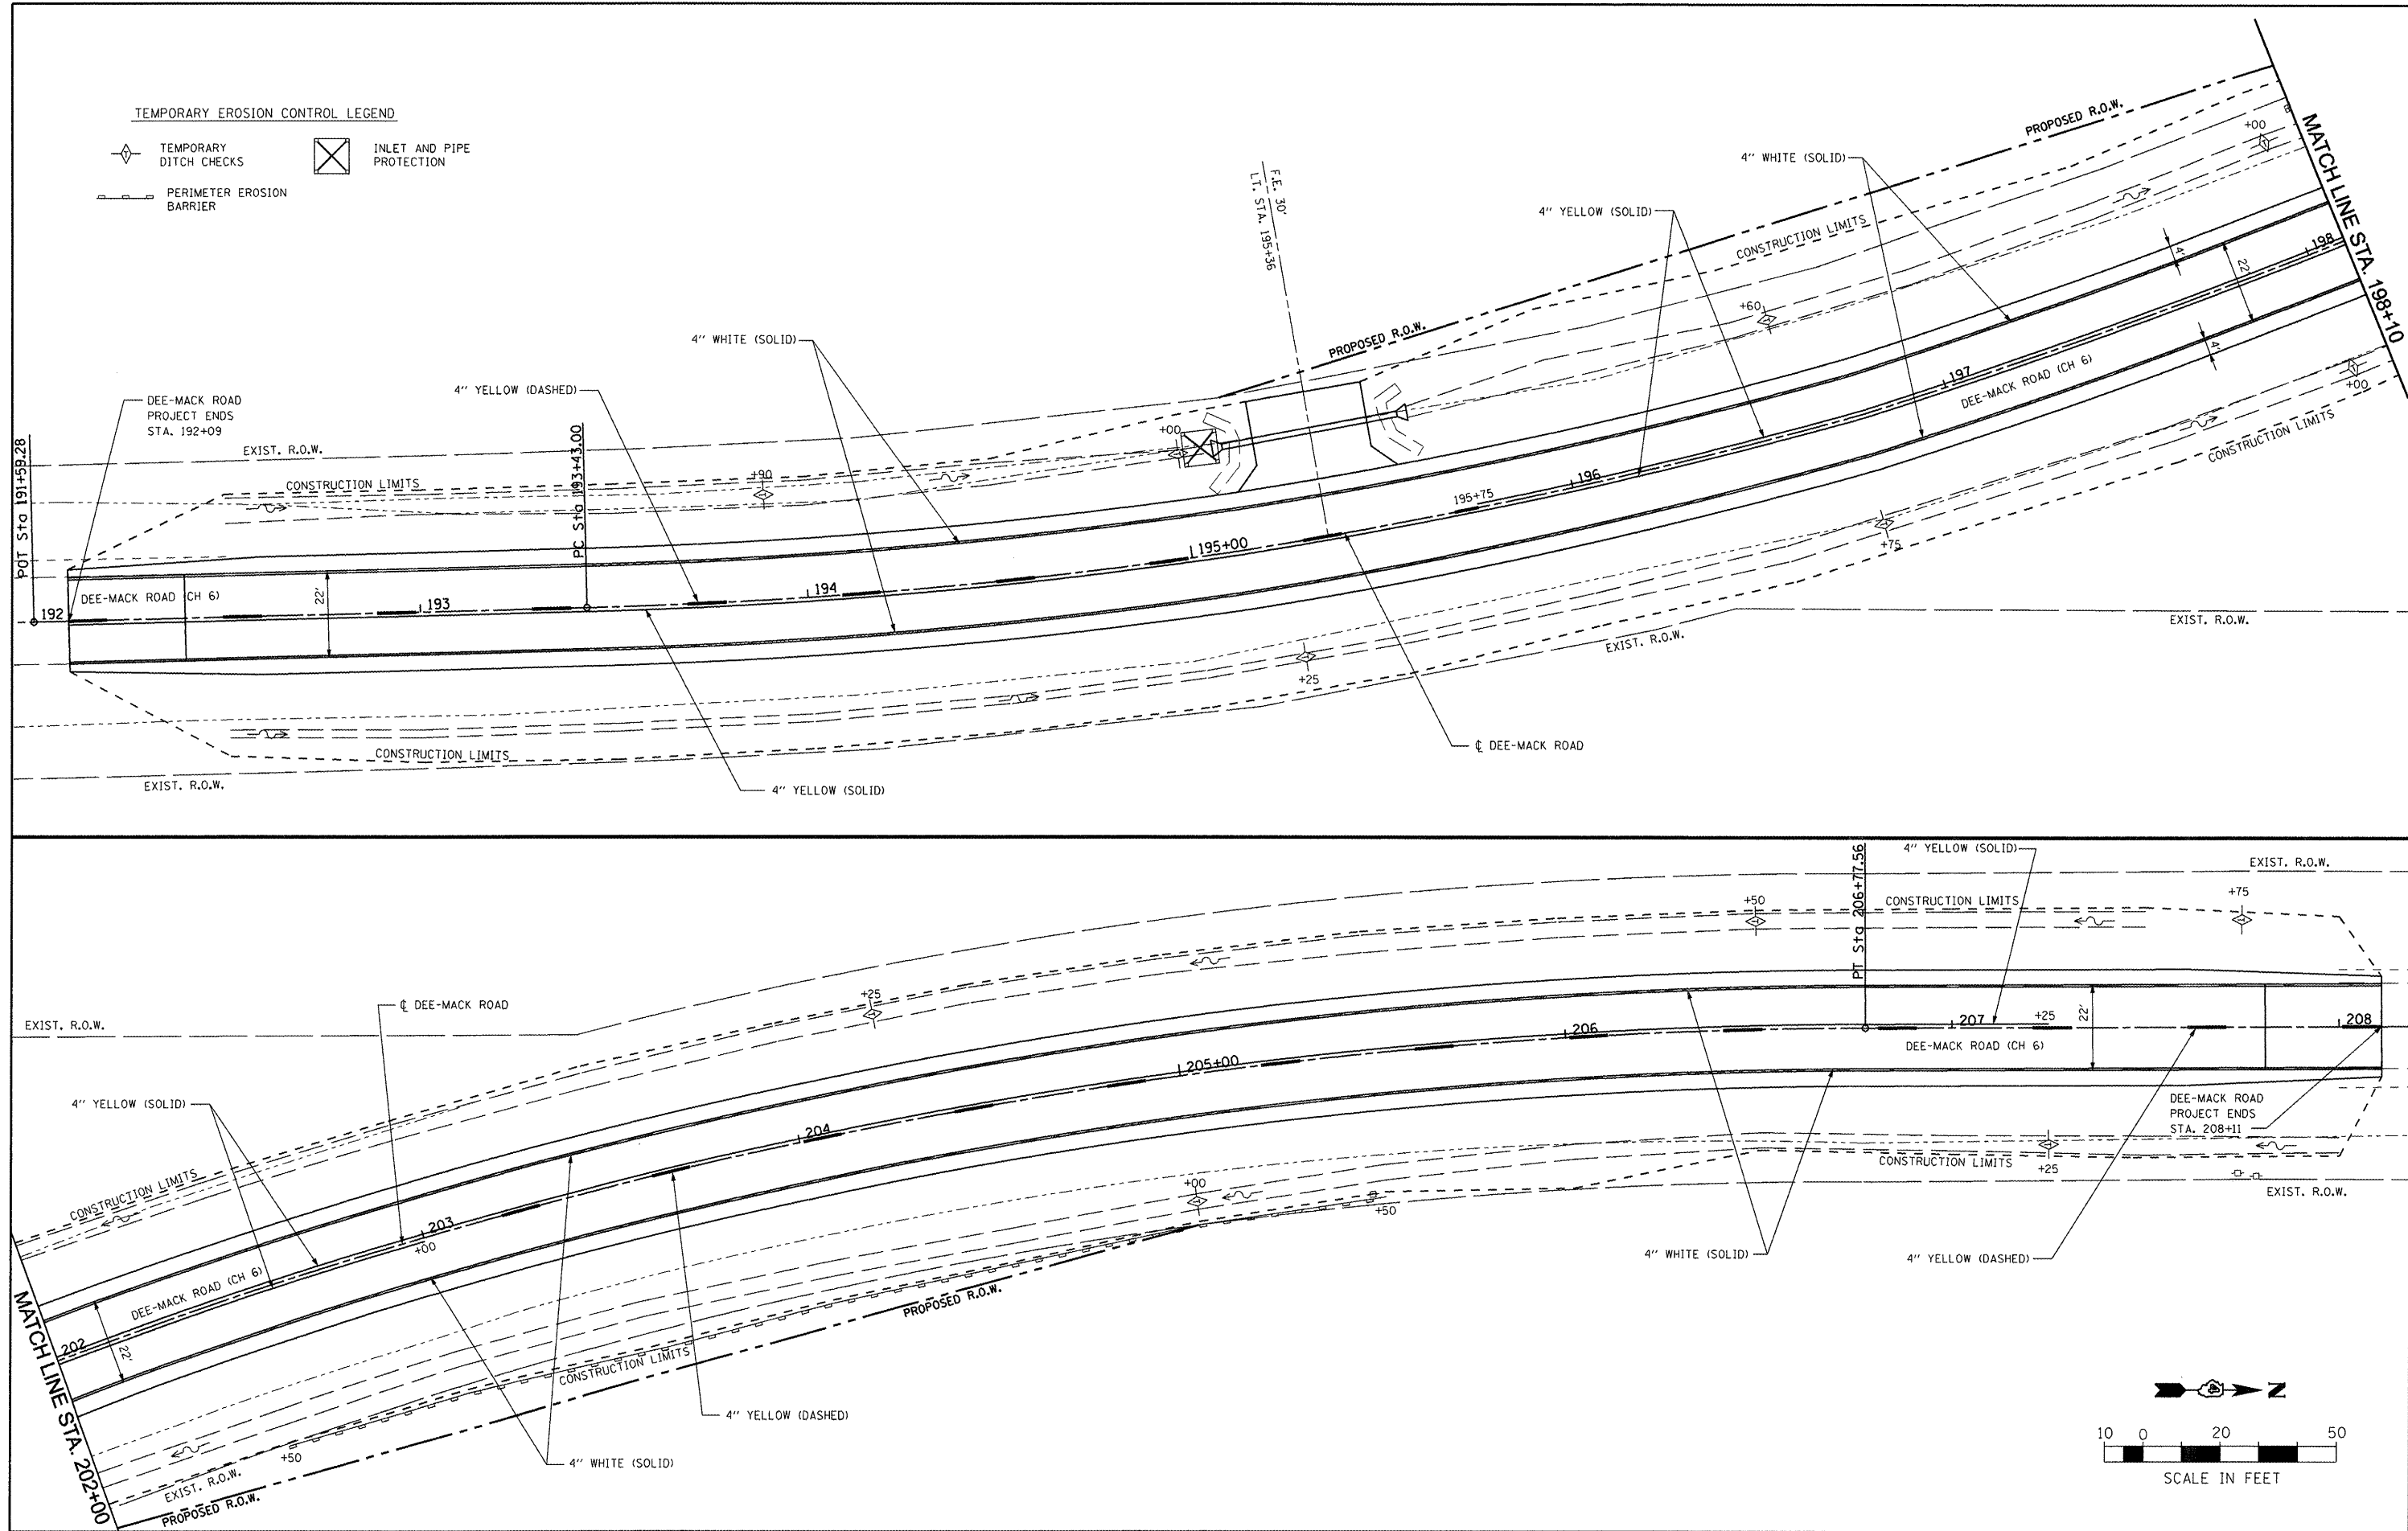 TEMPORARY EROSION CONTROL LEGEND
TEMPORARY
DITCH CHECKS
INLET AND PIPE
PROTECTION
PERIMETER EROSION
BARRIER
POT Sta 191+59.28
DEE-MACK ROAD
PROJECT ENDS
STA. 192+09
EXIST. R.O.W.
CONSTRUCTION LIMITS
4" YELLOW (DASHED)
4" WHITE (SOLID)
PC Sta 193+43.00
+90
+00
F.E. 30'
LT. STA. 195+36
PROPOSED R.O.W.
4" YELLOW (SOLID)
4" WHITE (SOLID)
CONSTRUCTION LIMITS
+60
PROPOSED R.O.W.
+00
MATCH LINE STA. 198+10
192
DEE-MACK ROAD (CH 6)
22'
193
194
195+00
195+75
196
197
DEE-MACK ROAD (CH 6)
198
4'
22'
4'
+00
CONSTRUCTION LIMITS
+75
+25
EXIST. R.O.W.
EXIST. R.O.W.
℄ DEE-MACK ROAD
CONSTRUCTION LIMITS
EXIST. R.O.W.
4" YELLOW (SOLID)
EXIST. R.O.W.
℄ DEE-MACK ROAD
+25
+50
PT Sta 206+77.56
4" YELLOW (SOLID)
CONSTRUCTION LIMITS
+75
EXIST. R.O.W.
4" YELLOW (SOLID)
CONSTRUCTION LIMITS
202
DEE-MACK ROAD (CH 6)
22'
203
+00
204
205+00
206
207
+25
22'
208
DEE-MACK ROAD (CH 6)
DEE-MACK ROAD
PROJECT ENDS
STA. 208+11
+00
+50
CONSTRUCTION LIMITS
+25
EXIST. R.O.W.
4" WHITE (SOLID)
4" YELLOW (DASHED)
PROPOSED R.O.W.
CONSTRUCTION LIMITS
4" YELLOW (DASHED)
4" WHITE (SOLID)
+50
EXIST. R.O.W.
PROPOSED R.O.W.
MATCH LINE STA. 202+00
N
10 0 20 50
SCALE IN FEET